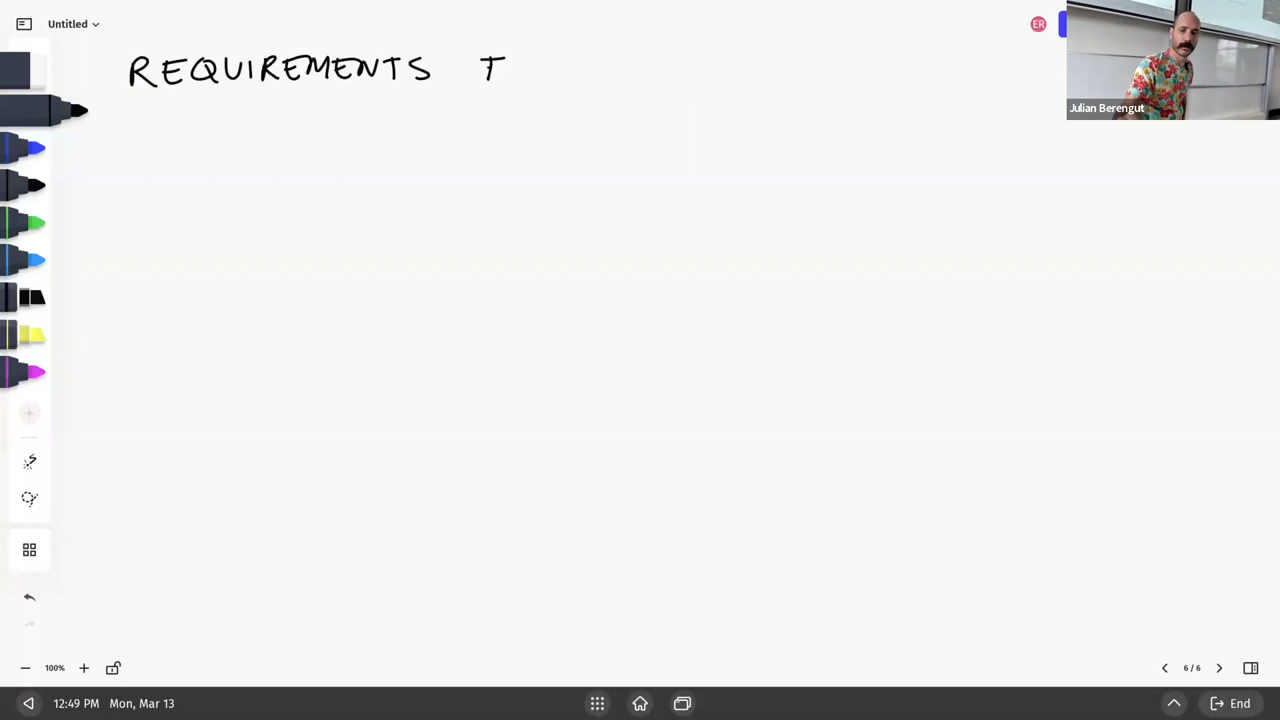 Untitled
ER
REQUIREMENTS T
Julian Berengut
100%
6 / 6
12:49 PM Mon, Mar 13
End